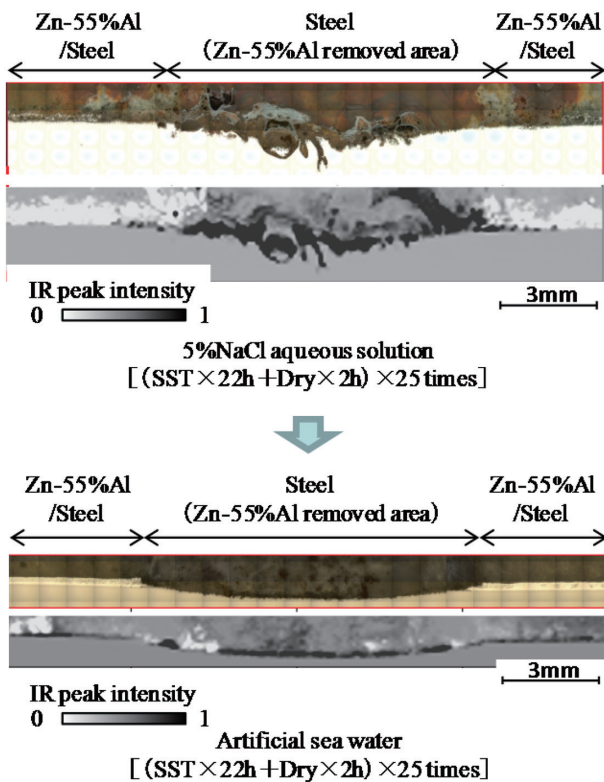 Zn-55%Al Steel Zn-55%Al
/Steel (Zn-55%Al removed area) /Steel
IR peak intensity
0 1
3mm
5%NaCl aqueous solution
[(SST×22h+Dry×2h) ×25 times]
Zn-55%Al Steel Zn-55%Al
/Steel (Zn-55%Al removed area) /Steel
IR peak intensity
0 1
3mm
Artificial sea water
[(SST×22h+Dry×2h) ×25 times]